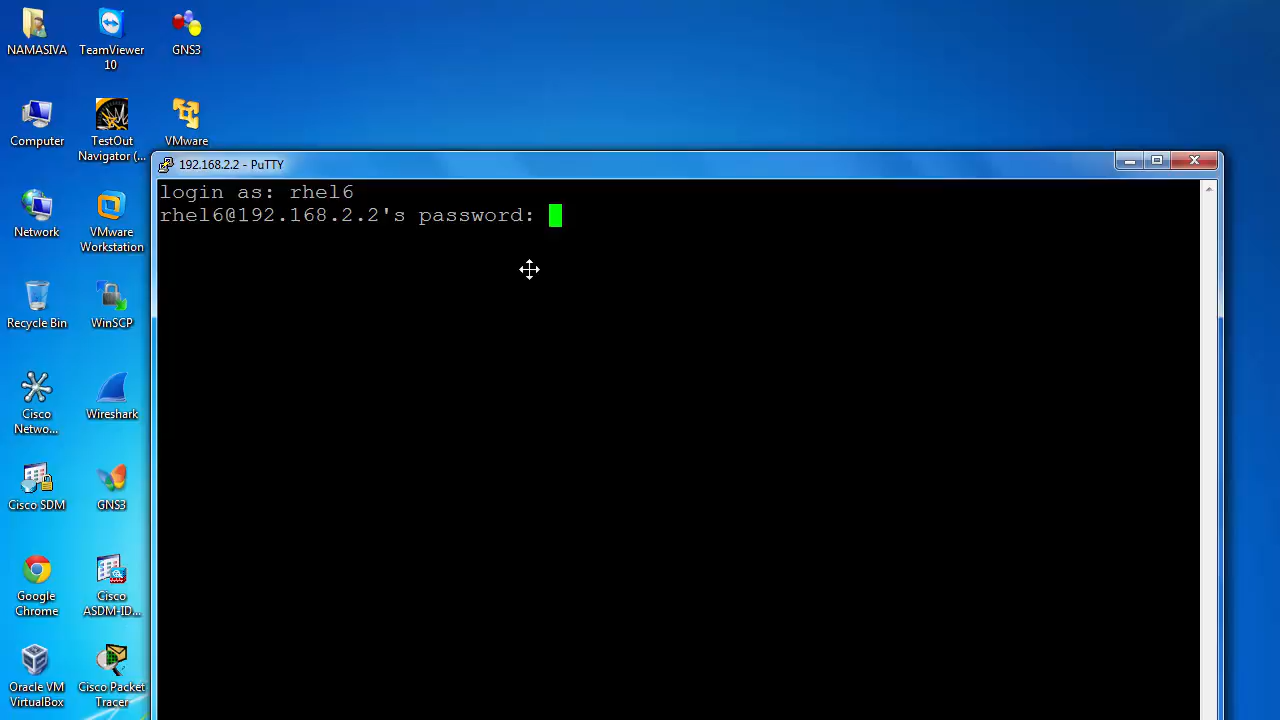 NAMASIVA
TeamViewer
10
GNS3
Computer
TestOut
Navigator (...
VMware
192.168.2.2 - PuTTY
login as: rhel6
rhel6@192.168.2.2's password:
Network
VMware
Workstation
Recycle Bin
WinSCP
Cisco
Netwo...
Wireshark
Cisco SDM
GNS3
Google
Chrome
Cisco
ASDM-ID...
Oracle VM
VirtualBox
Cisco Packet
Tracer